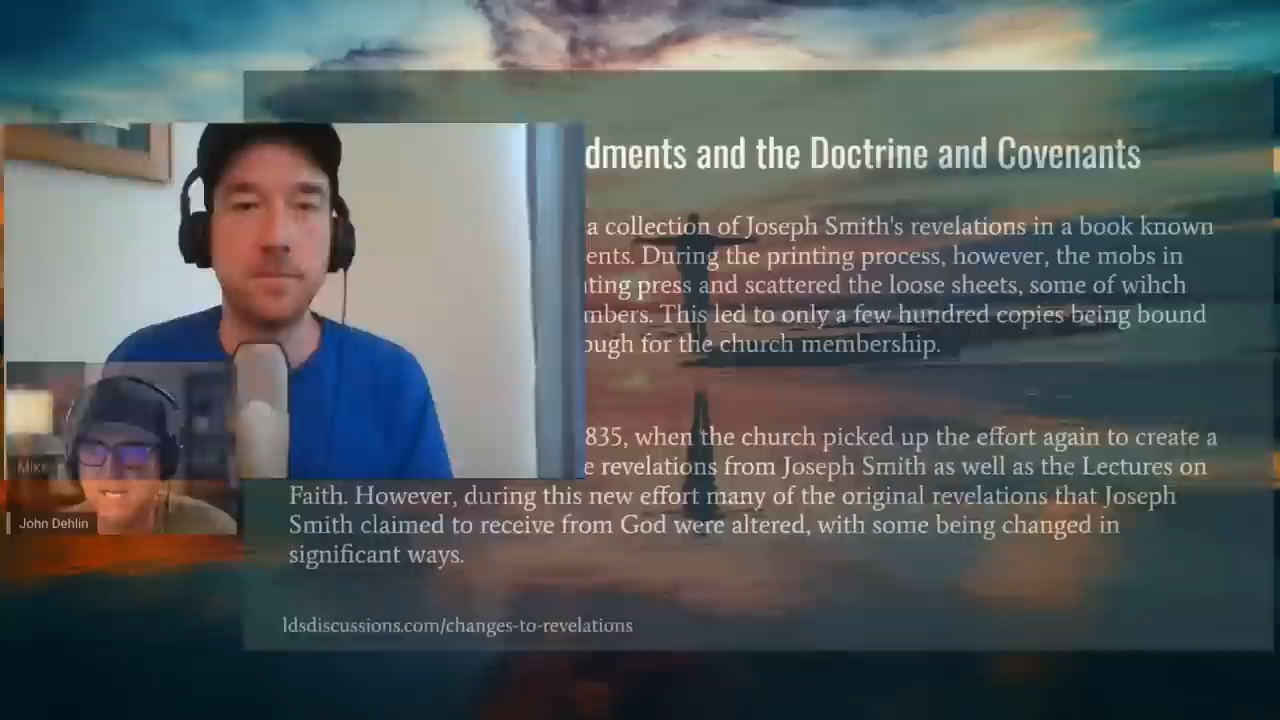 dments and the Doctrine and Covenants
a collection of Joseph Smith's revelations in a book known
ents. During the printing process, however, the mobs in
ting press and scattered the loose sheets, some of wihch
mbers. This led to only a few hundred copies being bound
ough for the church membership.
835, when the church picked up the effort again to create a
e revelations from Joseph Smith as well as the Lectures on
Mike
Faith. However, during this new effort many of the original revelations that Joseph
John Dehlin
Smith claimed to receive from God were altered, with some being changed in
significant ways.
ldsdiscussions.com/changes-to-revelations